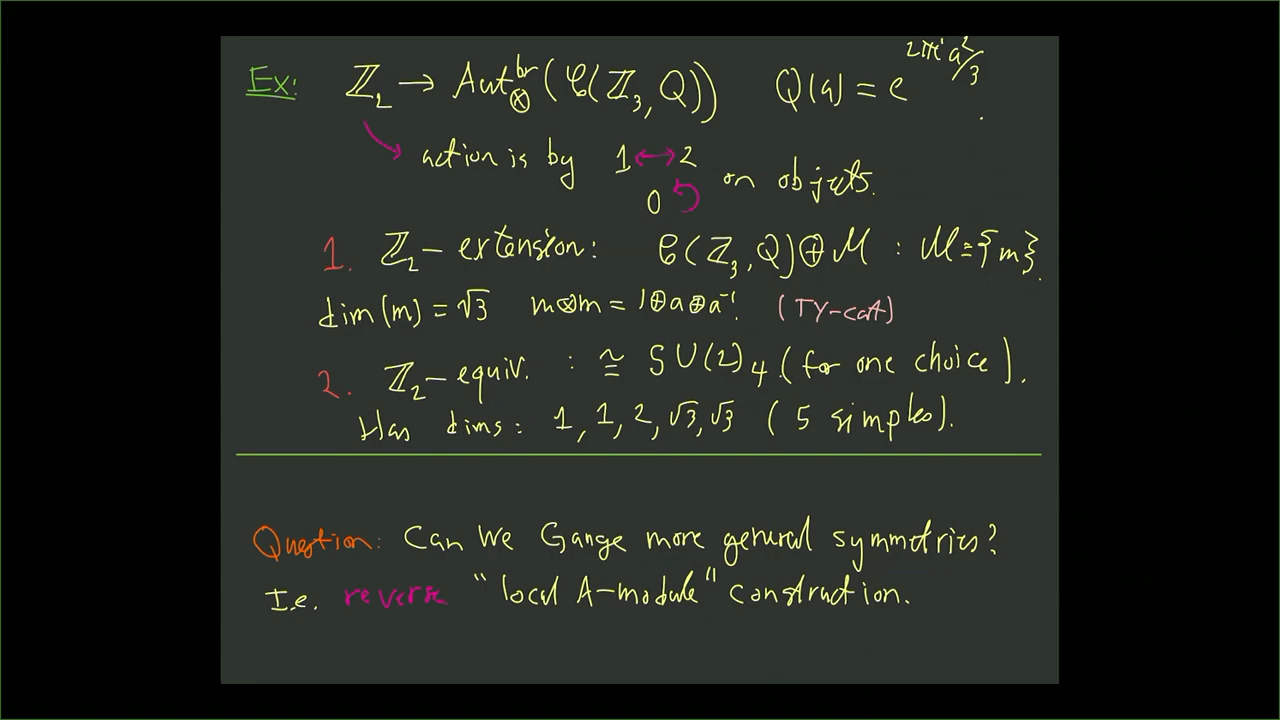 Ex: ℤ₂ → Aut_⊗^br(𝒞(ℤ₃, Q)) Q(a) = e^{2πi a²/3}.
action is by 1 ↔ 2 on objects.
0
1. ℤ₂ – extension: 𝒞(ℤ₃, Q) ⊕ ℳ : ℳ = {m}.
dim(m) = √3 m⊗m = 1⊕a⊕a⁻¹. (TY-cat)
2. ℤ₂ – equiv. : ≅ SU(2)₄ (for one choice).
Has dims: 1, 1, 2, √3, √3 (5 simples).
Question: Can We Gange more general symmetries?
I.e. reverse "local A-module" construction.